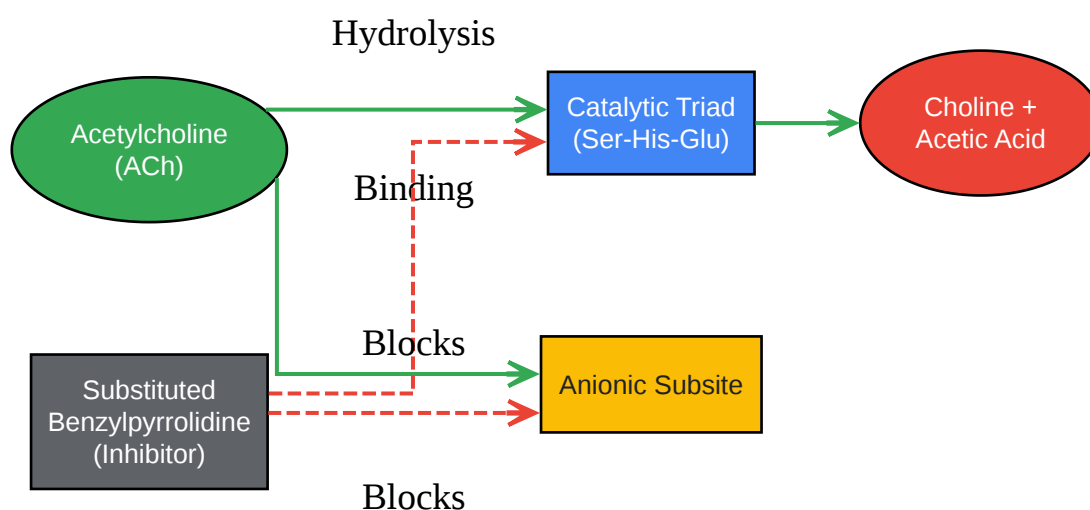 Hydrolysis
Acetylcholine
(ACh)
Catalytic Triad
(Ser-His-Glu)
Choline +
Acetic Acid
Binding
Blocks
Substituted
Benzylpyrrolidine
(Inhibitor)
Anionic Subsite
Blocks